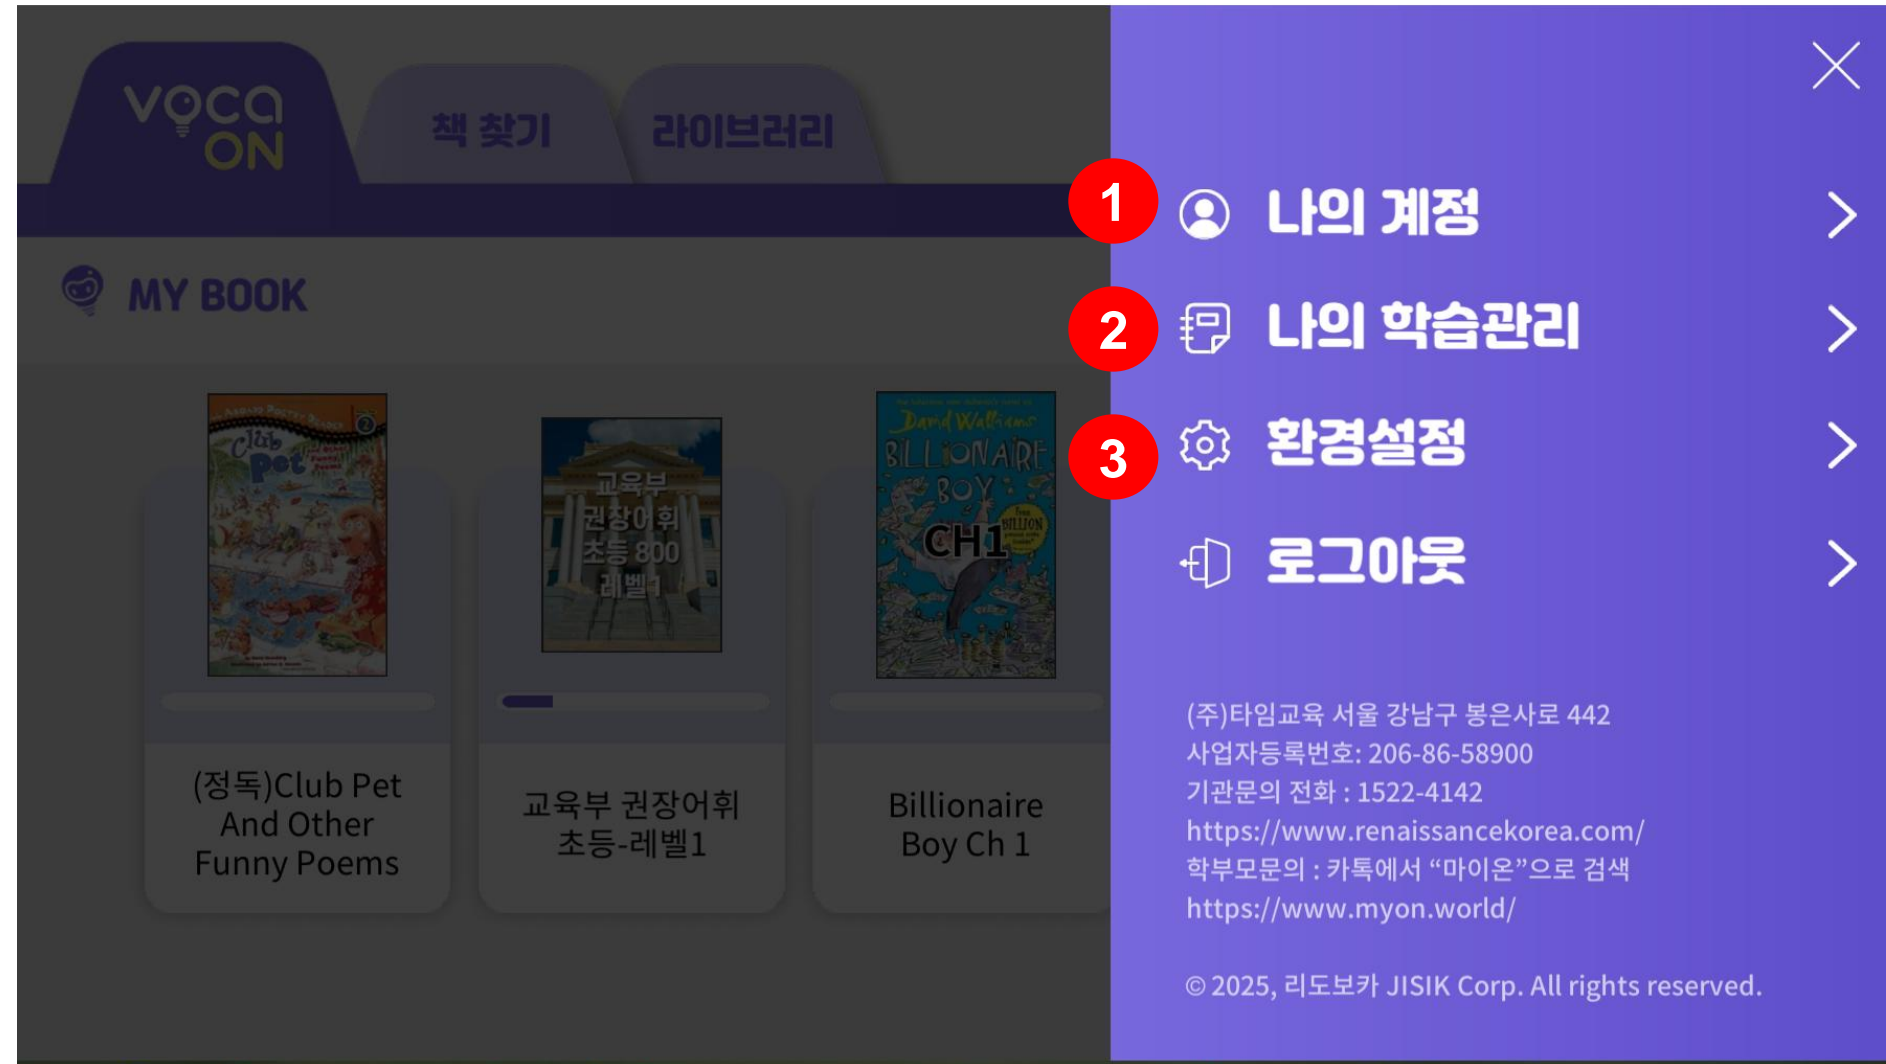 voca
ON
책 찾기
라이브러리
MY BOOK
Club
Pet
2
교육부
권장어휘
초등 800
레벨1
David Walliams
BILLIONAIRE
BOY
CH1
(정독)Club Pet
And Other
Funny Poems
교육부 권장어휘
초등-레벨1
Billionaire
Boy Ch 1
1
나의 계정
2
나의 학습관리
3
환경설정
로그아웃
(주)타임교육 서울 강남구 봉은사로 442
사업자등록번호: 206-86-58900
기관문의 전화 : 1522-4142
https://www.renaissancekorea.com/
학부모문의 : 카톡에서 “마이온”으로 검색
https://www.myon.world/
© 2025, 리도보카 JISIK Corp. All rights reserved.